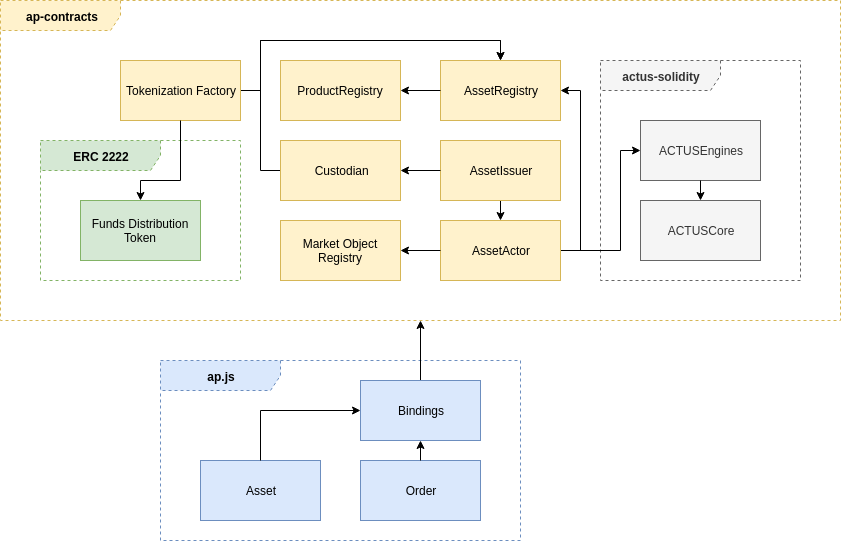 ap-contracts
Tokenization Factory
ProductRegistry
AssetRegistry
actus-solidity
ERC 2222
Custodian
AssetIssuer
ACTUSEngines
Funds Distribution
Token
Market Object
Registry
AssetActor
ACTUSCore
ap.js
Bindings
Asset
Order